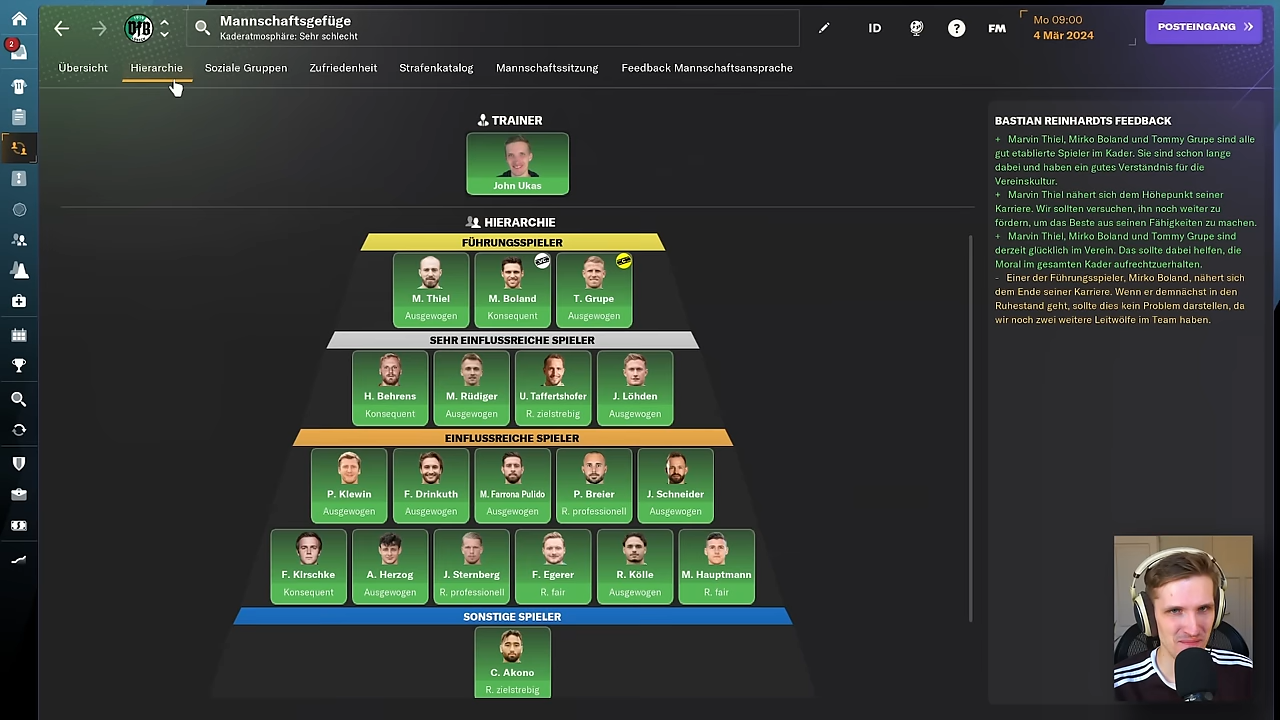 Mannschaftsgefüge
Kaderatmosphäre: Sehr schlecht
ID
FM
Mo 09:00
4 Mär 2024
POSTEINGANG
2
Übersicht
Hierarchie
Soziale Gruppen
Zufriedenheit
Strafenkatalog
Mannschaftssitzung
Feedback Mannschaftsansprache
TRAINER
John Ukas
HIERARCHIE
FÜHRUNGSSPIELER
M. Thiel
M. Boland
T. Grupe
Ausgewogen
Konsequent
Ausgewogen
SEHR EINFLUSSREICHE SPIELER
H. Behrens
M. Rüdiger
U. Taffertshofer
J. Löhden
Konsequent
Ausgewogen
R. zielstrebig
Ausgewogen
EINFLUSSREICHE SPIELER
P. Klewin
F. Drinkuth
M. Farrona Pulido
P. Breier
J. Schneider
Ausgewogen
Ausgewogen
Ausgewogen
R. professionell
Ausgewogen
F. Kirschke
A. Herzog
J. Sternberg
F. Egerer
R. Kölle
M. Hauptmann
Konsequent
Ausgewogen
R. professionell
R. fair
Ausgewogen
R. fair
SONSTIGE SPIELER
C. Akono
R. zielstrebig
BASTIAN REINHARDTS FEEDBACK
+ Marvin Thiel, Mirko Boland und Tommy Grupe sind alle
gut etablierte Spieler im Kader. Sie sind schon lange
dabei und haben ein gutes Verständnis für die
Vereinskultur.
+ Marvin Thiel nähert sich dem Höhepunkt seiner
Karriere. Wir sollten versuchen, ihn noch weiter zu
fördern, um das Beste aus seinen Fähigkeiten zu machen.
+ Marvin Thiel, Mirko Boland und Tommy Grupe sind
derzeit glücklich im Verein. Das sollte dabei helfen, die
Moral im gesamten Kader aufrechtzuerhalten.
- Einer der Führungsspieler, Mirko Boland, nähert sich
dem Ende seiner Karriere. Wenn er demnächst in den
Ruhestand geht, sollte dies kein Problem darstellen, da
wir noch zwei weitere Leitwölfe im Team haben.